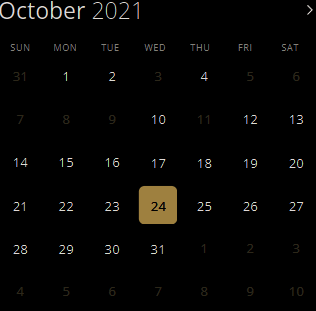 October 2021
SUN MON TUE WED THU FRI SAT
31 1 2 3 4 5 6
7 8 9 10 11 12 13
14 15 16 17 18 19 20
21 22 23 24 25 26 27
28 29 30 31 1 2 3
4 5 6 7 8 9 10